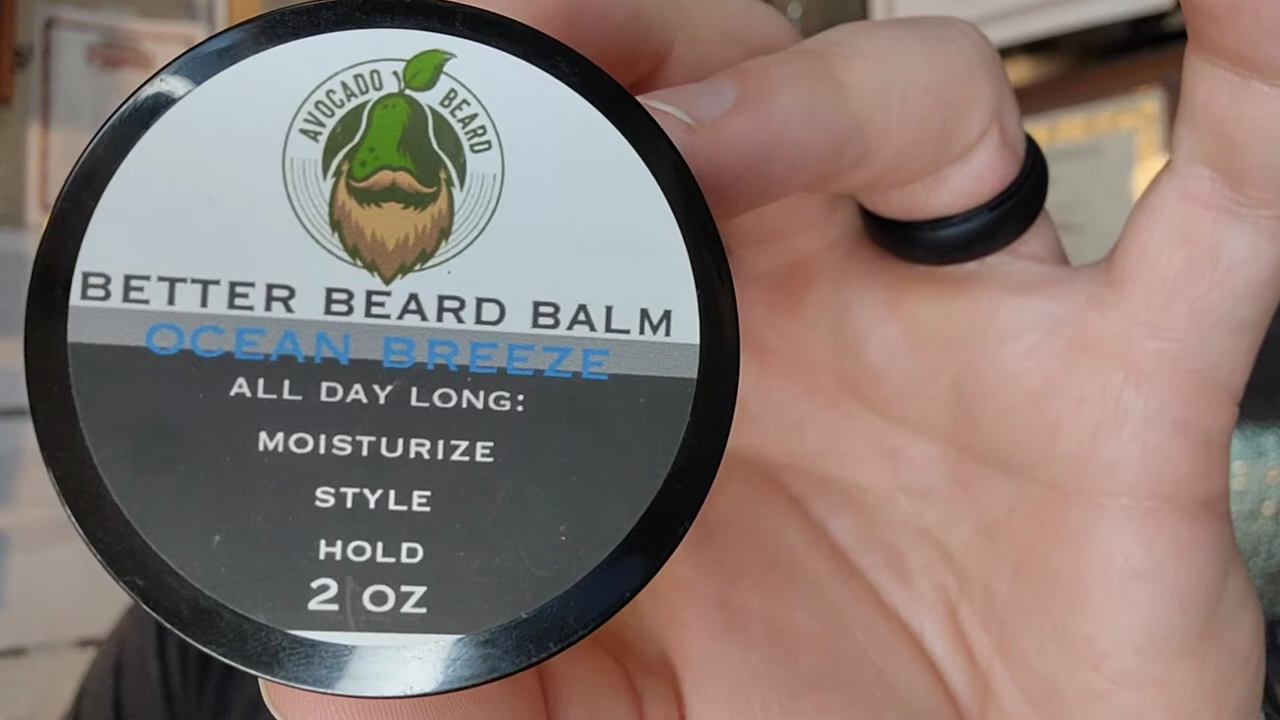 AVOCADO BEARD
BETTER BEARD BALM
OCEAN BREEZE
ALL DAY LONG:
MOISTURIZE
STYLE
HOLD
2 OZ